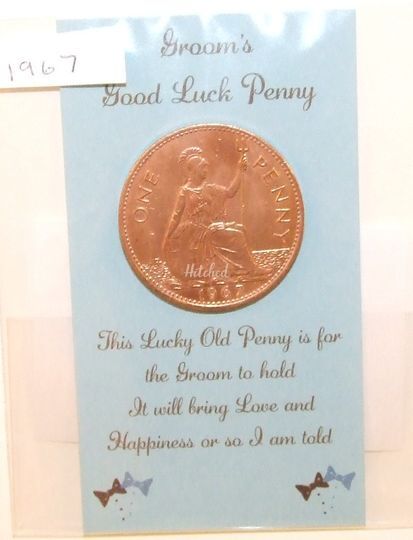 1967
Groom's
Good Luck Penny
ONE PENNY
Hitched
1967
This Lucky Old Penny is for
the Groom to hold
It will bring Love and
Happiness or so I am told